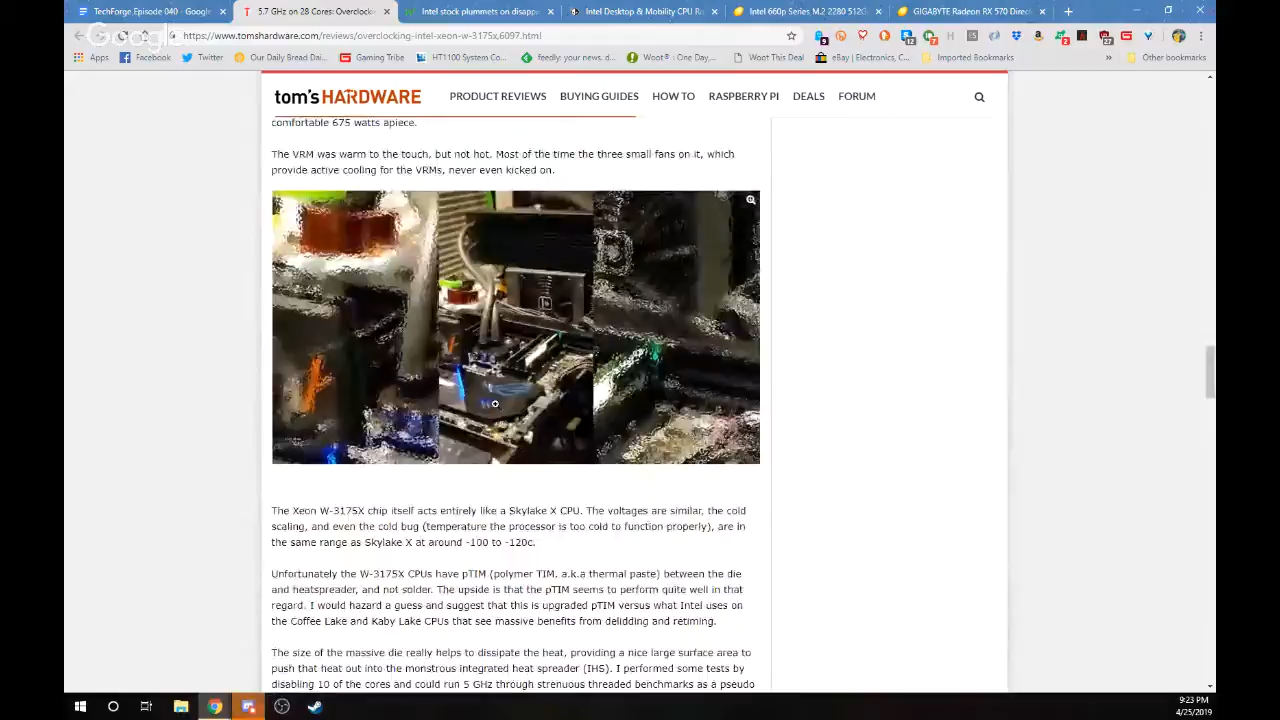 TechForge,Episode 040 - Google
5.7 GHz on 28 Cores: Overclock
Intel stock plummets on disapp
Intel Desktop & Mobility CPU Ro
Intel 660p Series M.2 2280 512G
GIGABYTE Radeon RX 570 Direct
Google
https://www.tomshardware.com/reviews/overclocking-intel-xeon-w-3175x,6097.html
Apps
Facebook
Twitter
Our Daily Bread Dai...
Gaming Tribe
HT1100 System Co...
feedly: your news. d...
Woot® : One Day,...
Woot This Deal
eBay | Electronics, C...
Imported Bookmarks
Other bookmarks
tom's HARDWARE
PRODUCT REVIEWS
BUYING GUIDES
HOW TO
RASPBERRY PI
DEALS
FORUM
comfortable 675 watts apiece.
The VRM was warm to the touch, but not hot. Most of the time the three small fans on it, which
provide active cooling for the VRMs, never even kicked on.
The Xeon W-3175X chip itself acts entirely like a Skylake X CPU. The voltages are similar, the cold
scaling, and even the cold bug (temperature the processor is too cold to function properly), are in
the same range as Skylake X at around -100 to -120c.
Unfortunately the W-3175X CPUs have pTIM (polymer TIM, a.k.a thermal paste) between the die
and heatspreader, and not solder. The upside is that the pTIM seems to perform quite well in that
regard. I would hazard a guess and suggest that this is upgraded pTIM versus what Intel uses on
the Coffee Lake and Kaby Lake CPUs that see massive benefits from delidding and retiming.
The size of the massive die really helps to dissipate the heat, providing a nice large surface area to
push that heat out into the monstrous integrated heat spreader (IHS). I performed some tests by
disabling 10 of the cores and could run 5 GHz through strenuous threaded benchmarks as a pseudo
9:23 PM
4/25/2019